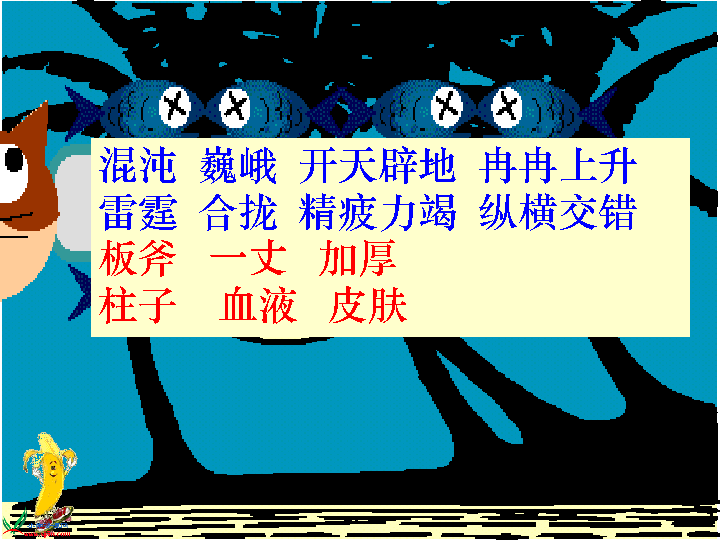 混沌 巍峨 开天辟地 冉冉上升
雷霆 合拢 精疲力竭 纵横交错
板斧 一丈 加厚
柱子 血液 皮肤